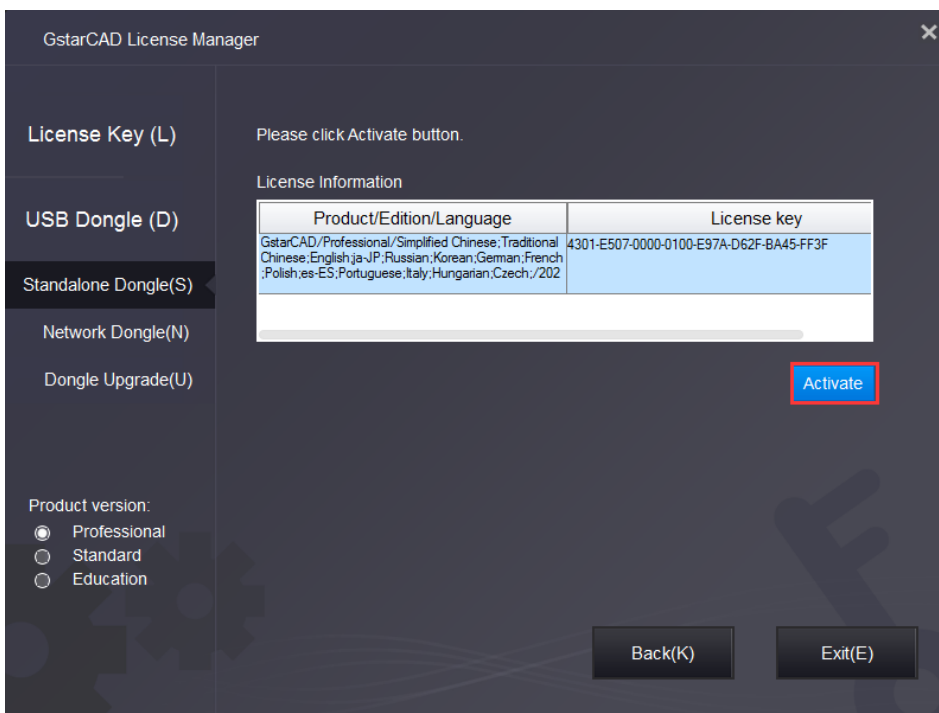 GstarCAD License Manager
License Key (L)
USB Dongle (D)
Standalone Dongle(S)
Network Dongle(N)
Dongle Upgrade(U)
Product version:
Professional
Standard
Education
Please click Activate button.
License Information
Product/Edition/Language
License key
GstarCAD/Professional/Simplified Chinese;Traditional
Chinese;English;ja-JP;Russian;Korean;German;French
;Polish;es-ES;Portuguese;Italy;Hungarian;Czech;/202
4301-E507-0000-0100-E97A-D62F-BA45-FF3F
Activate
Back(K)
Exit(E)